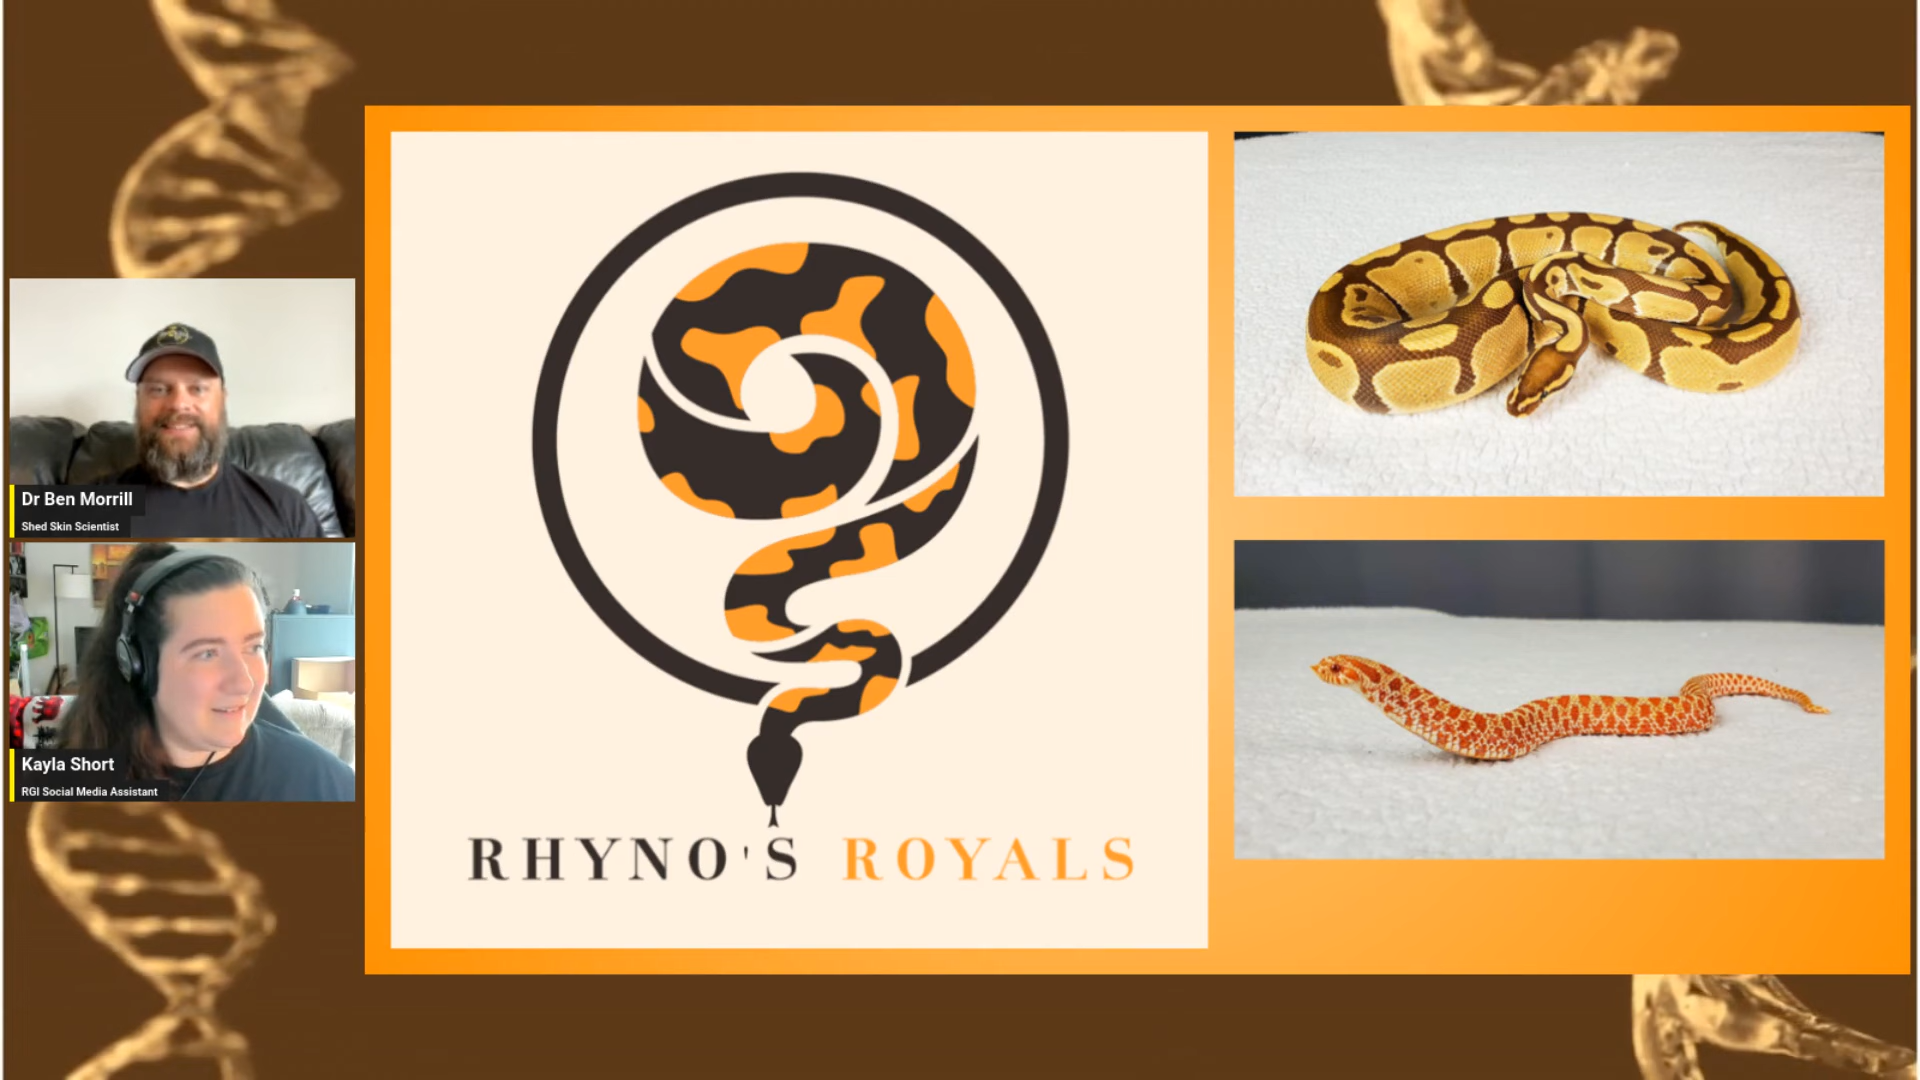 Dr Ben Morrill
Shed Skin Scientist
Kayla Short
RGI Social Media Assistant
RHYNO'S ROYALS